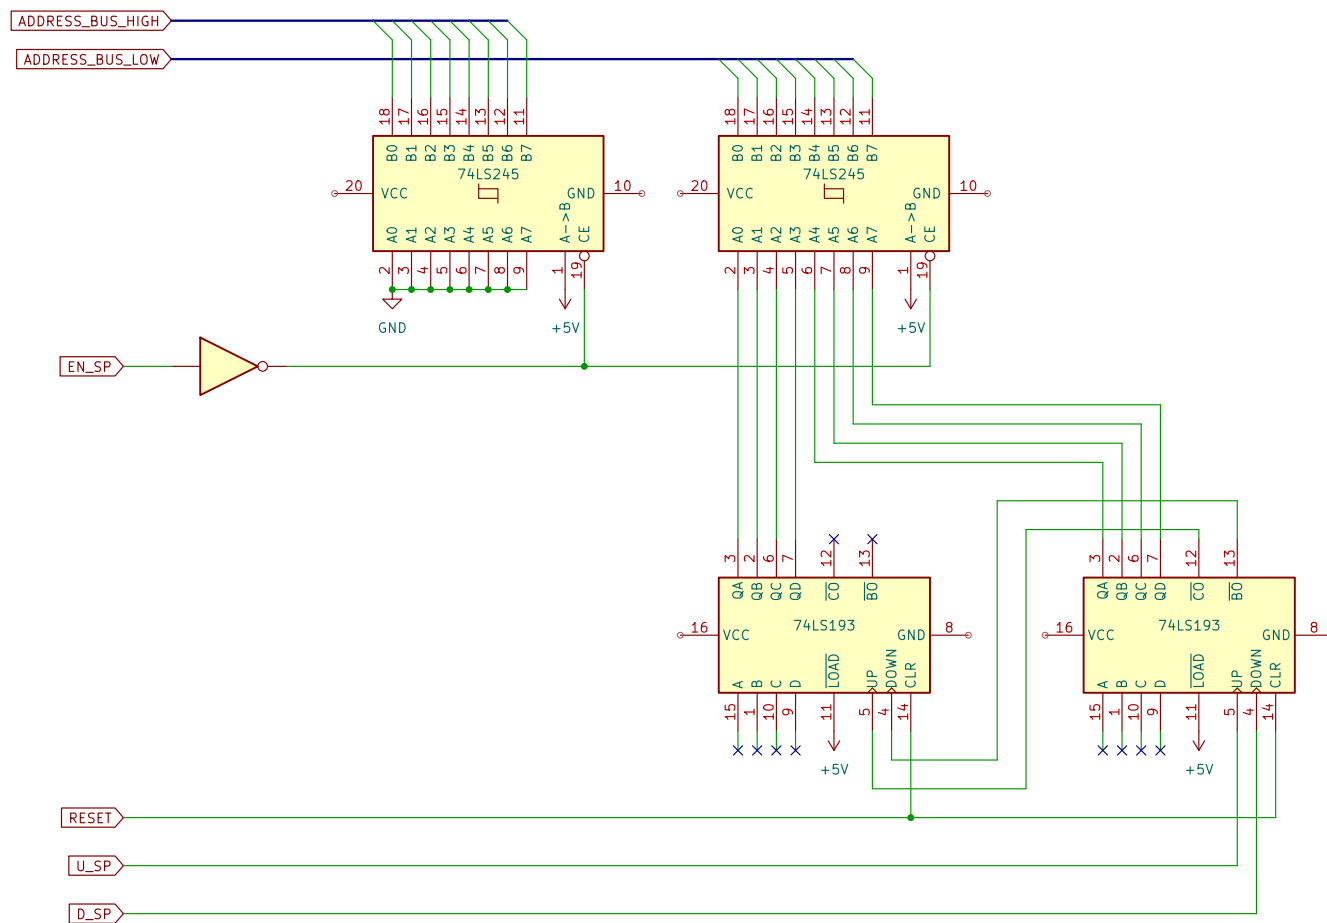 ADDRESS_BUS_HIGH
ADDRESS_BUS_LOW
18 17 16 15 14 13 12 11
B0 B1 B2 B3 B4 B5 B6 B7
74LS245
20 VCC GND 10
A0 A1 A2 A3 A4 A5 A6 A7 A->B CE
2 3 4 5 6 7 8 9 1 19
GND
+5V
18 17 16 15 14 13 12 11
B0 B1 B2 B3 B4 B5 B6 B7
74LS245
20 VCC GND 10
A0 A1 A2 A3 A4 A5 A6 A7 A->B CE
2 3 4 5 6 7 8 9 1 19
+5V
EN_SP
3 2 6 7 12 13
QA QB QC QD CO BO
74LS193
16 VCC GND 8
A B C D LOAD UP DOWN CLR
15 1 10 9 11 5 4 14
+5V
3 2 6 7 12 13
QA QB QC QD CO BO
74LS193
16 VCC GND 8
A B C D LOAD UP DOWN CLR
15 1 10 9 11 5 4 14
+5V
RESET
U_SP
D_SP